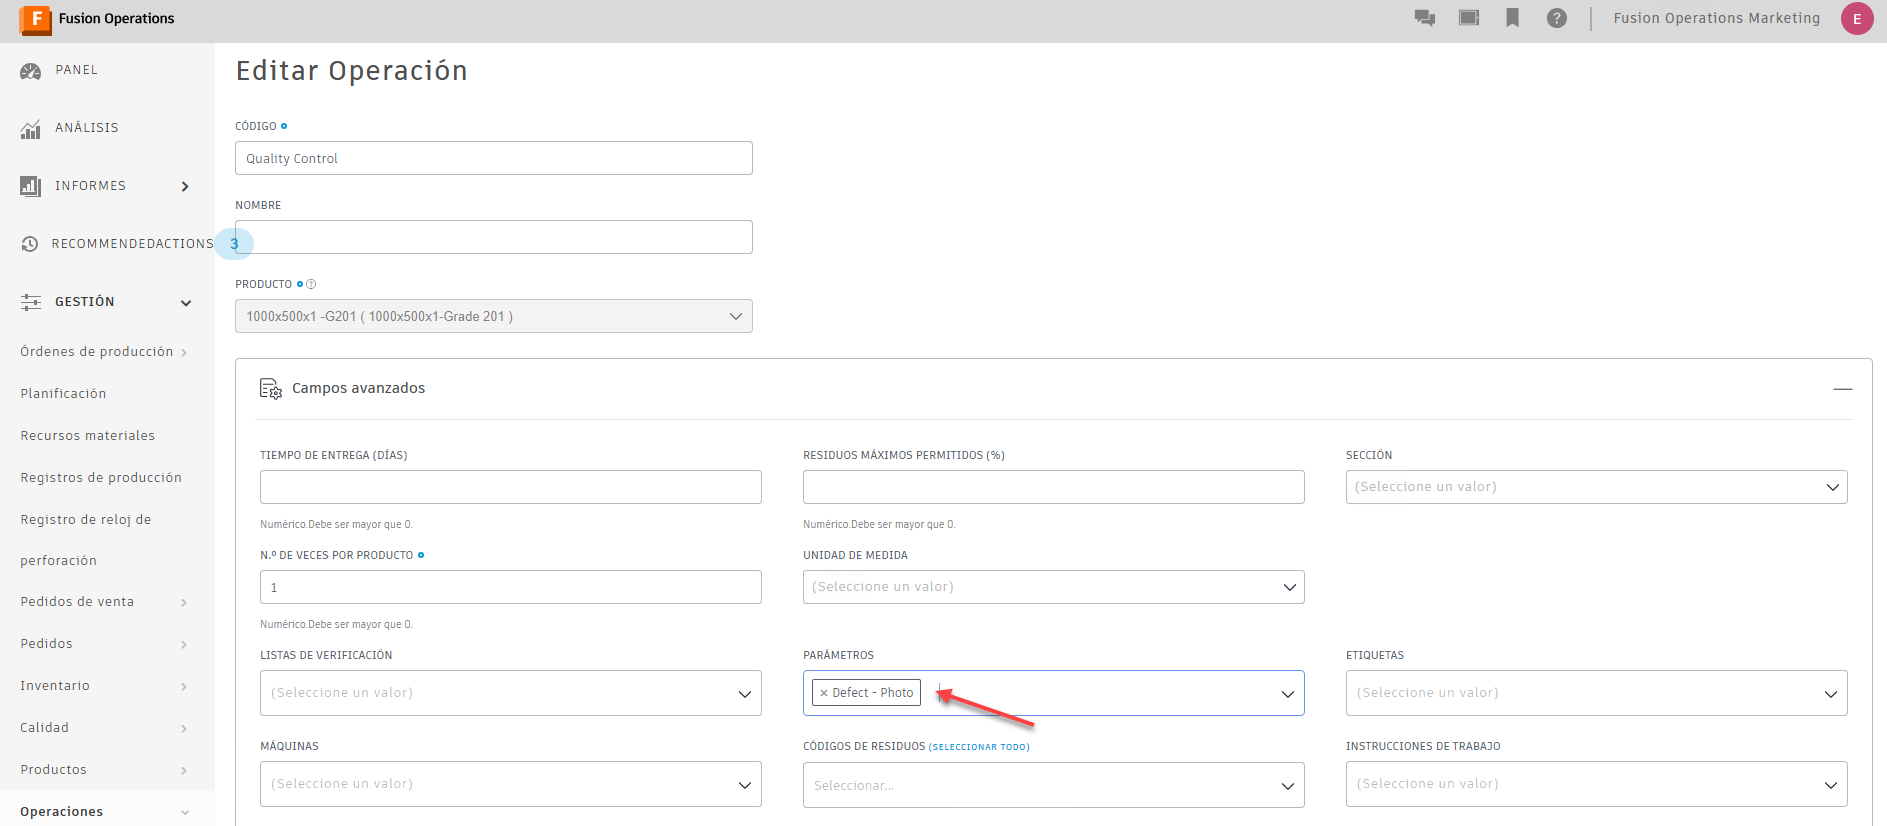 F Fusion Operations
Fusion Operations Marketing
E
PANEL
ANÁLISIS
INFORMES
RECOMMENDEDACTIONS 3
GESTIÓN
Órdenes de producción
Planificación
Recursos materiales
Registros de producción
Registro de reloj de
perforación
Pedidos de venta
Pedidos
Inventario
Calidad
Productos
Operaciones
Editar Operación
CÓDIGO
Quality Control
NOMBRE
PRODUCTO ?
1000x500x1 -G201 ( 1000x500x1-Grade 201 )
Campos avanzados
TIEMPO DE ENTREGA (DÍAS)
Numérico.Debe ser mayor que 0.
RESIDUOS MÁXIMOS PERMITIDOS (%)
Numérico.Debe ser mayor que 0.
SECCIÓN
(Seleccione un valor)
N.º DE VECES POR PRODUCTO
1
Numérico.Debe ser mayor que 0.
UNIDAD DE MEDIDA
(Seleccione un valor)
LISTAS DE VERIFICACIÓN
(Seleccione un valor)
PARÁMETROS
× Defect - Photo
ETIQUETAS
(Seleccione un valor)
MÁQUINAS
(Seleccione un valor)
CÓDIGOS DE RESIDUOS (SELECCIONAR TODO)
Seleccionar...
INSTRUCCIONES DE TRABAJO
(Seleccione un valor)